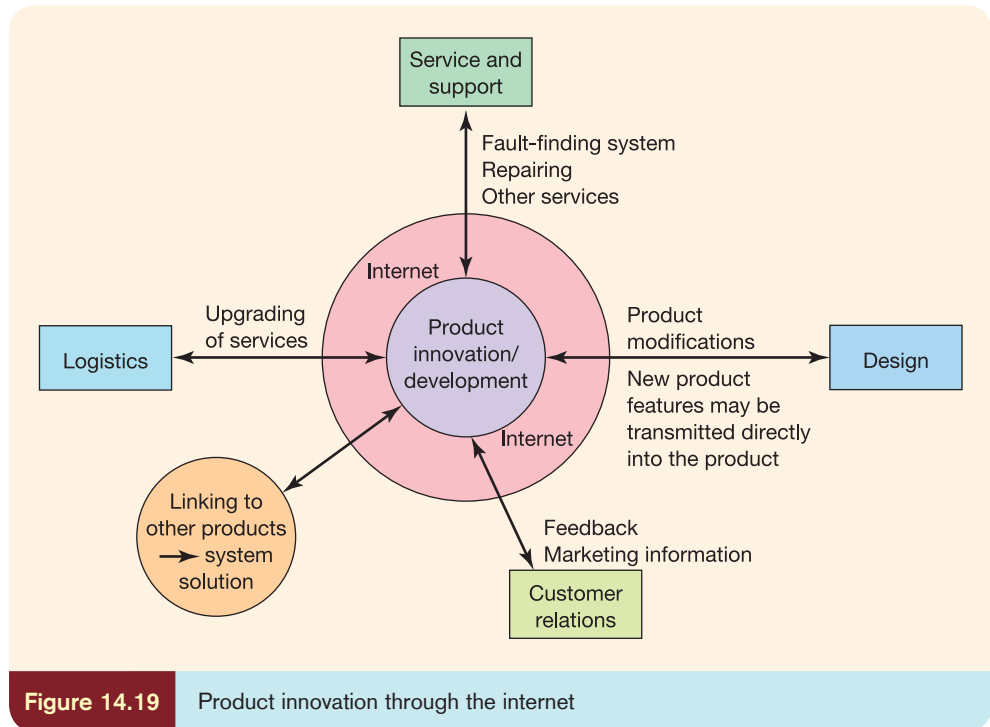 Service and
support
Fault-finding system
Repairing
Other services
Internet
Upgrading
of services
Product
innovation/
development
Product
modifications
Logistics
Design
New product
features may be
transmitted directly
into the product
Internet
Linking to
other products
→ system
solution
Feedback
Marketing information
Customer
relations
Figure 14.19 Product innovation through the internet